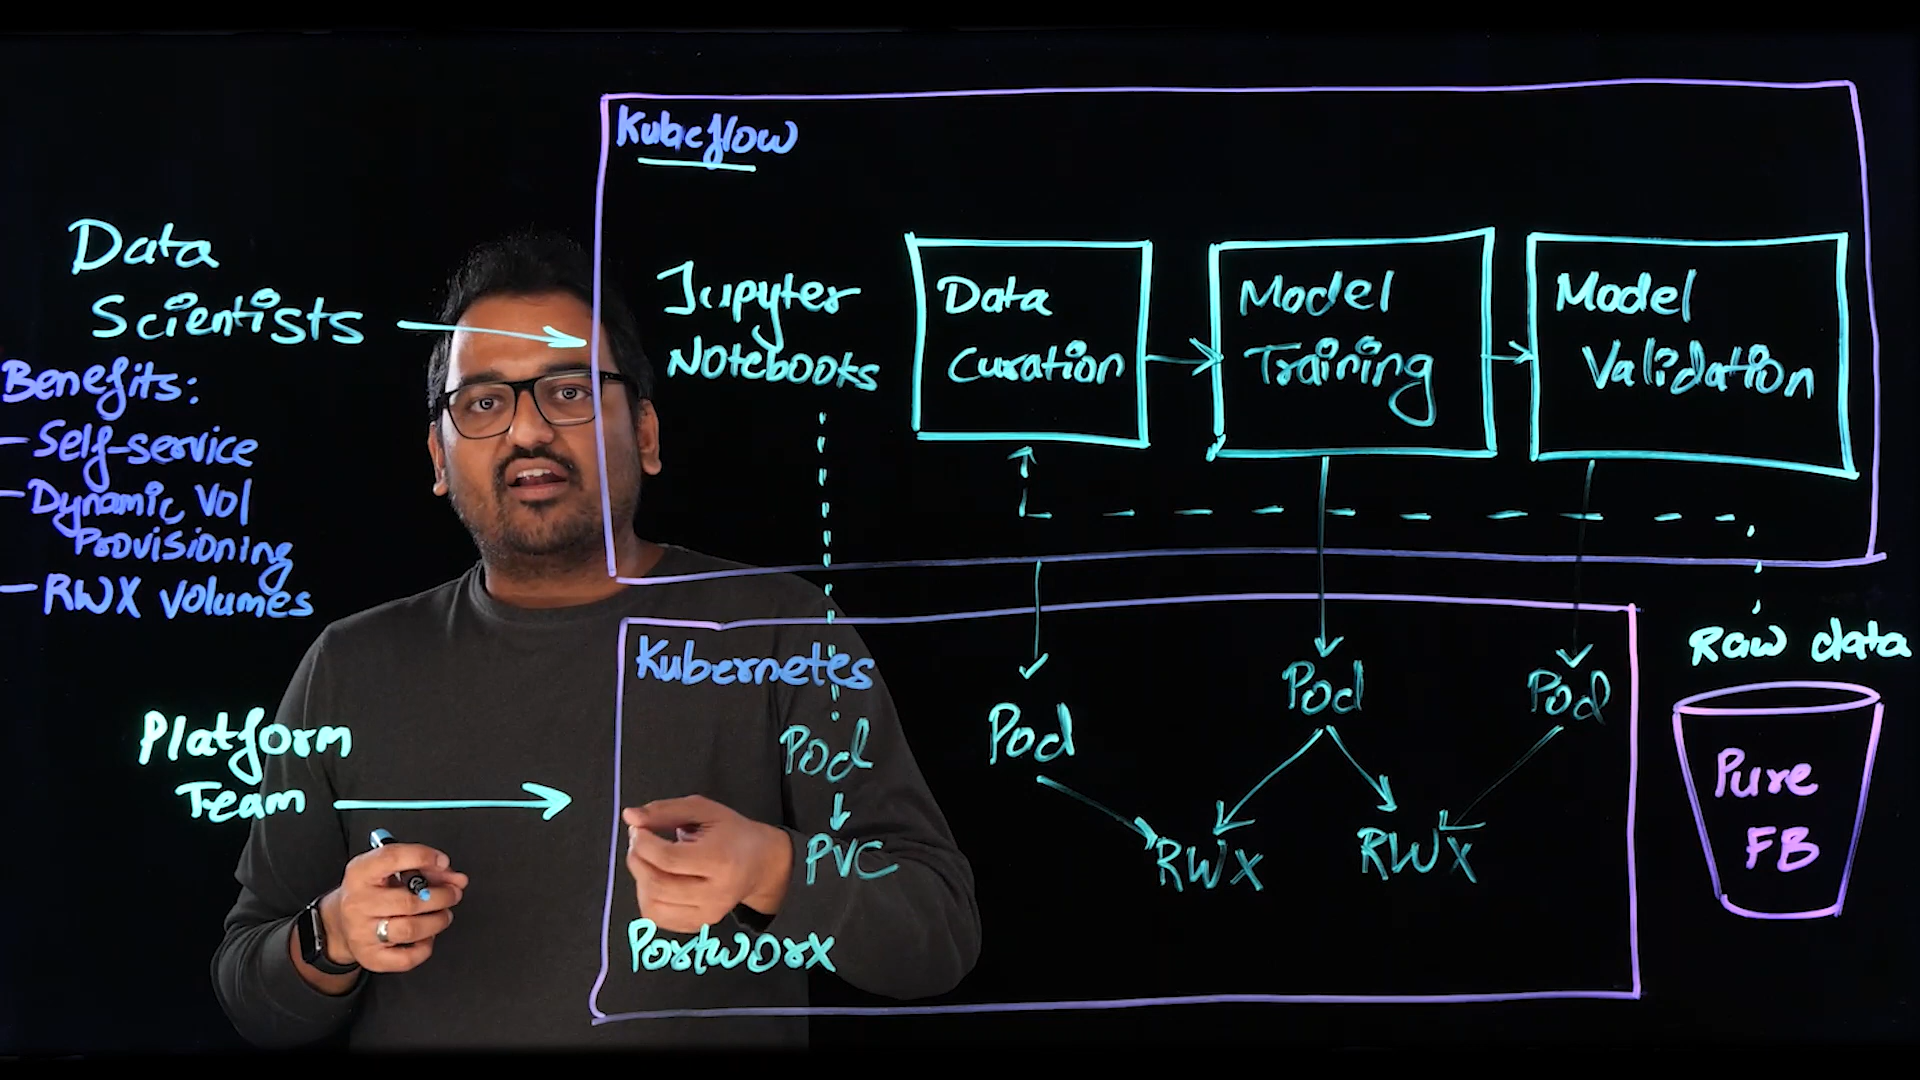 Kubeflow
Data
Scientists
Benefits:
- Self-service
- Dynamic Vol
Provisioning
- RWX Volumes
Platform
Team
Jupyter
Notebooks
Data
Curation
Model
Training
Model
Validation
Kubernetes
Pod
PVC
Portworx
Pod
Pod
Pod
RWX
RWX
Raw data
Pure
FB